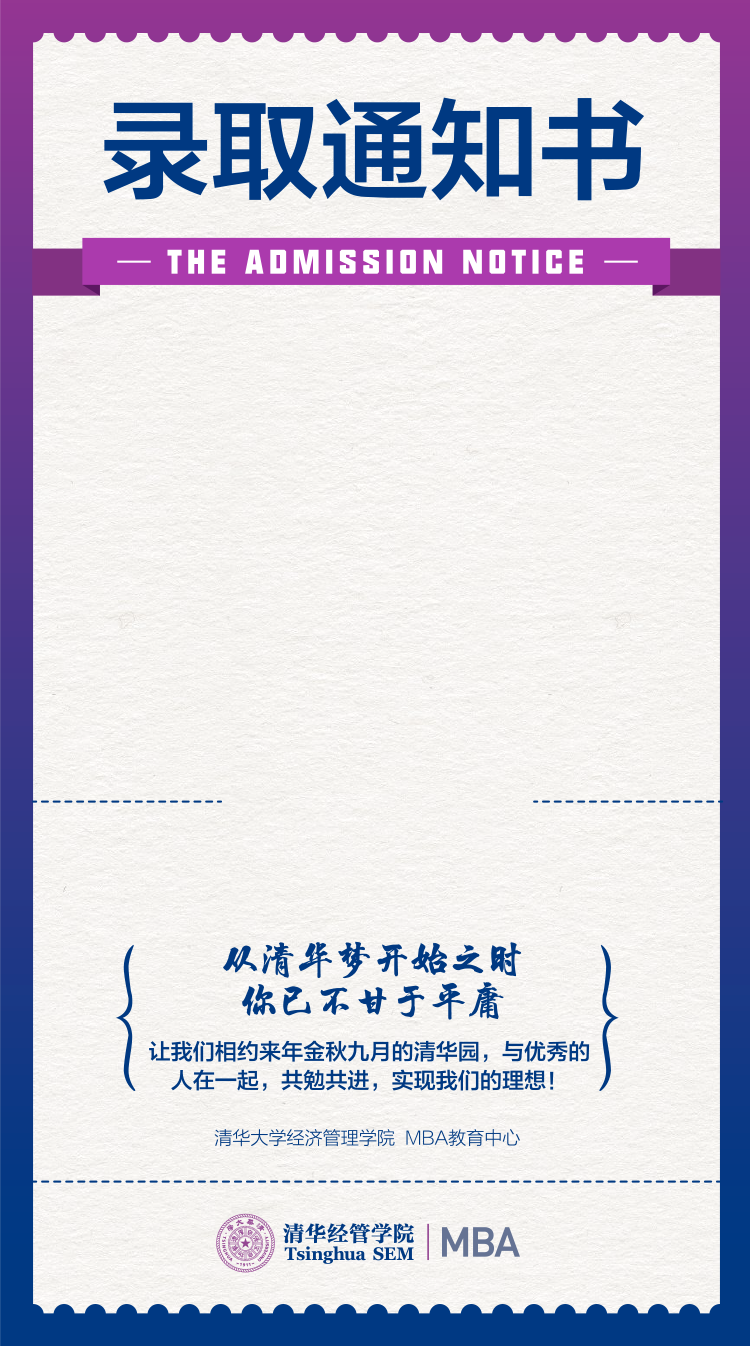 录取通知书
THE ADMISSION NOTICE
从清华梦开始之时
你已不甘于平庸
让我们相约来年金秋九月的清华园，与优秀的
人在一起，共勉共进，实现我们的理想！
清华大学经济管理学院 MBA教育中心
清华经管学院
Tsinghua SEM
MBA